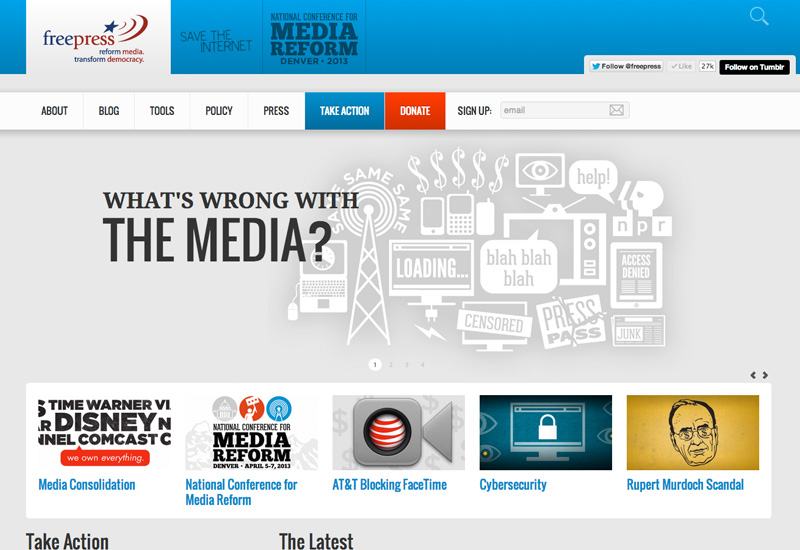 freepress
reform media.
transform democracy.
SAVE THE
INTERNET
NATIONAL CONFERENCE FOR
MEDIA
REFORM
DENVER • 2013
Follow @freepress
Like
27k
Follow on Tumblr
ABOUT
BLOG
TOOLS
POLICY
PRESS
TAKE ACTION
DONATE
SIGN UP:
email
WHAT'S WRONG WITH
THE MEDIA?
SAME SAME SAME
$ $ $ $ $
help!
npr
LOADING...
blah blah
blah
ACCESS
DENIED
CENSORED
PRESS
PASS
JUNK
1 2 3 4
TIME WARNER VI
AR DISNEY N
NNEL COMCAST C
we own everything.
Media Consolidation
NATIONAL CONFERENCE FOR
MEDIA
REFORM
DENVER • APRIL 5-7, 2013
National Conference for
Media Reform
AT&T Blocking FaceTime
Cybersecurity
Rupert Murdoch Scandal
Take Action
The Latest